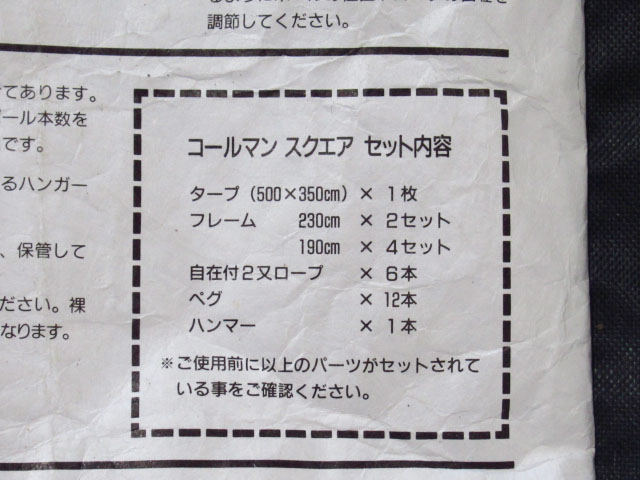 調節してください。
てあります。
ール本数を
です。
るハンガー
、保管して
ださい。裸
なります。
コールマン スクエア セット内容
タープ（500×350cm）× 1枚
フレーム 230cm × 2セット
190cm × 4セット
自在付2又ロープ × 6本
ペグ × 12本
ハンマー × 1本
※ご使用前に以上のパーツがセットされて
いる事をご確認ください。